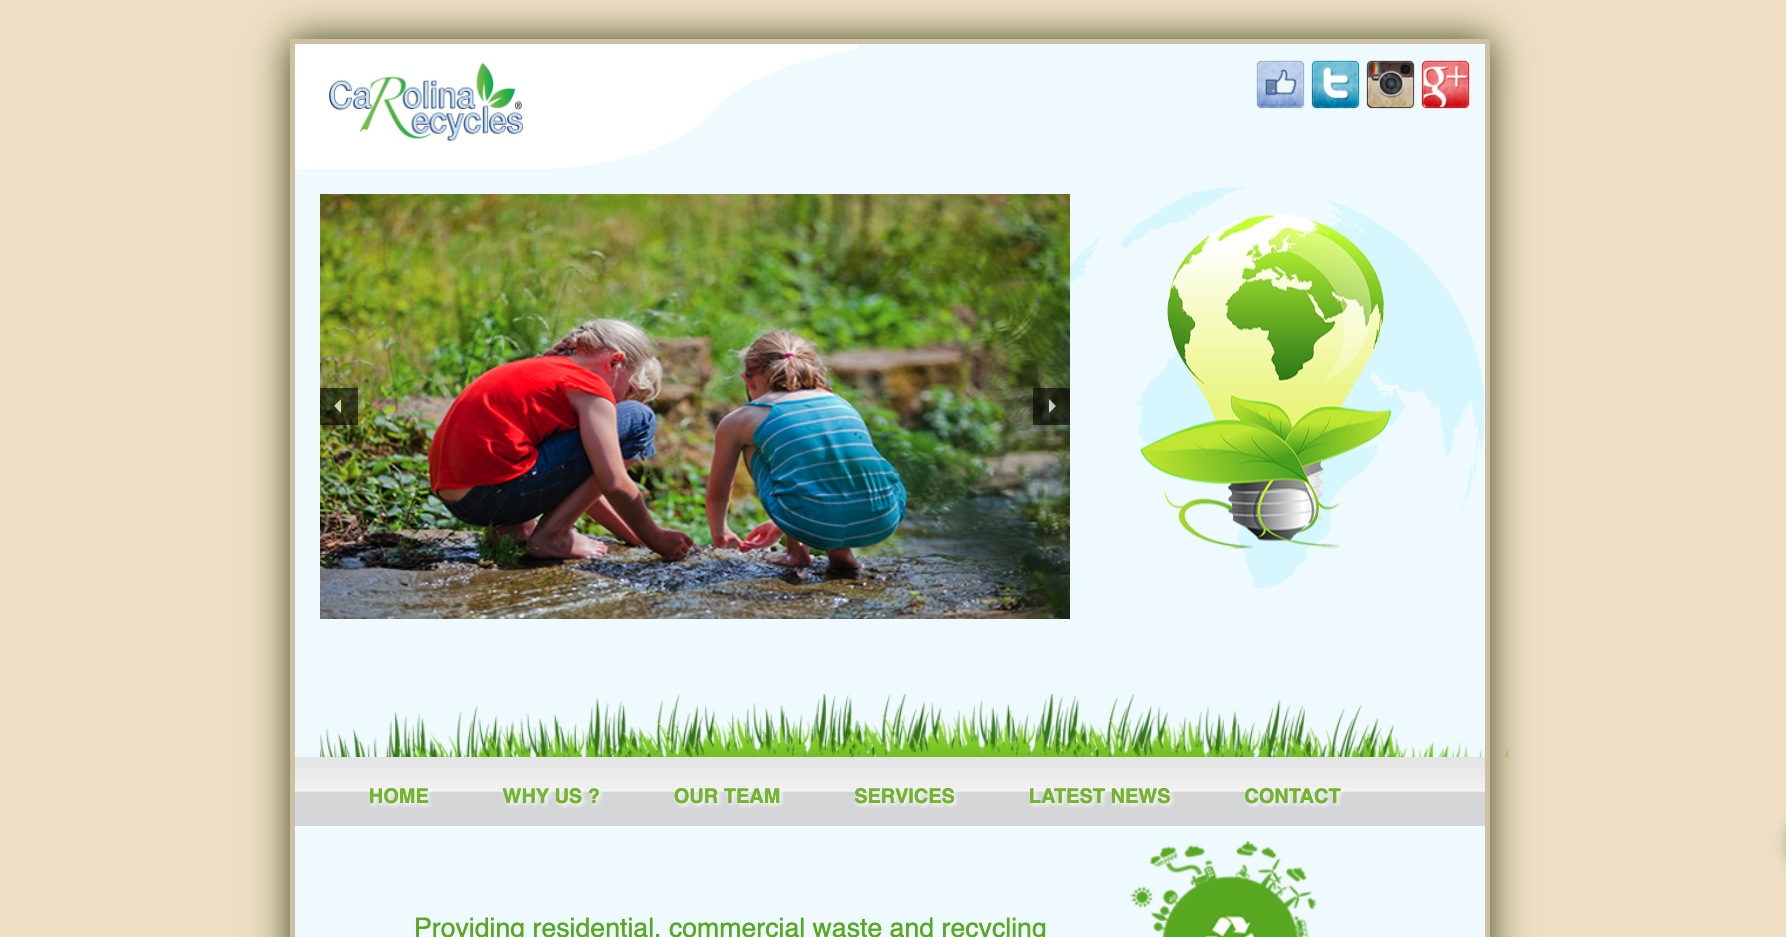 CaRolina
Recycles ®
g+
HOME WHY US ? OUR TEAM SERVICES LATEST NEWS CONTACT
Providing residential, commercial waste and recycling